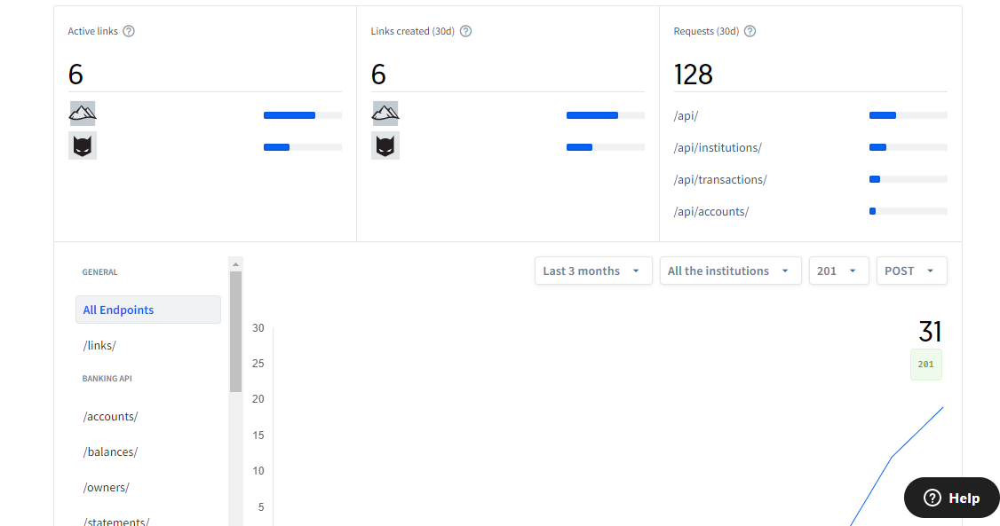 Active links
6
Links created (30d)
6
Requests (30d)
128
/api/
/api/institutions/
/api/transactions/
/api/accounts/
GENERAL
All Endpoints
/links/
BANKING API
/accounts/
/balances/
/owners/
/statements/
Last 3 months
All the institutions
201
POST
31
201
30
25
20
15
10
5
Help